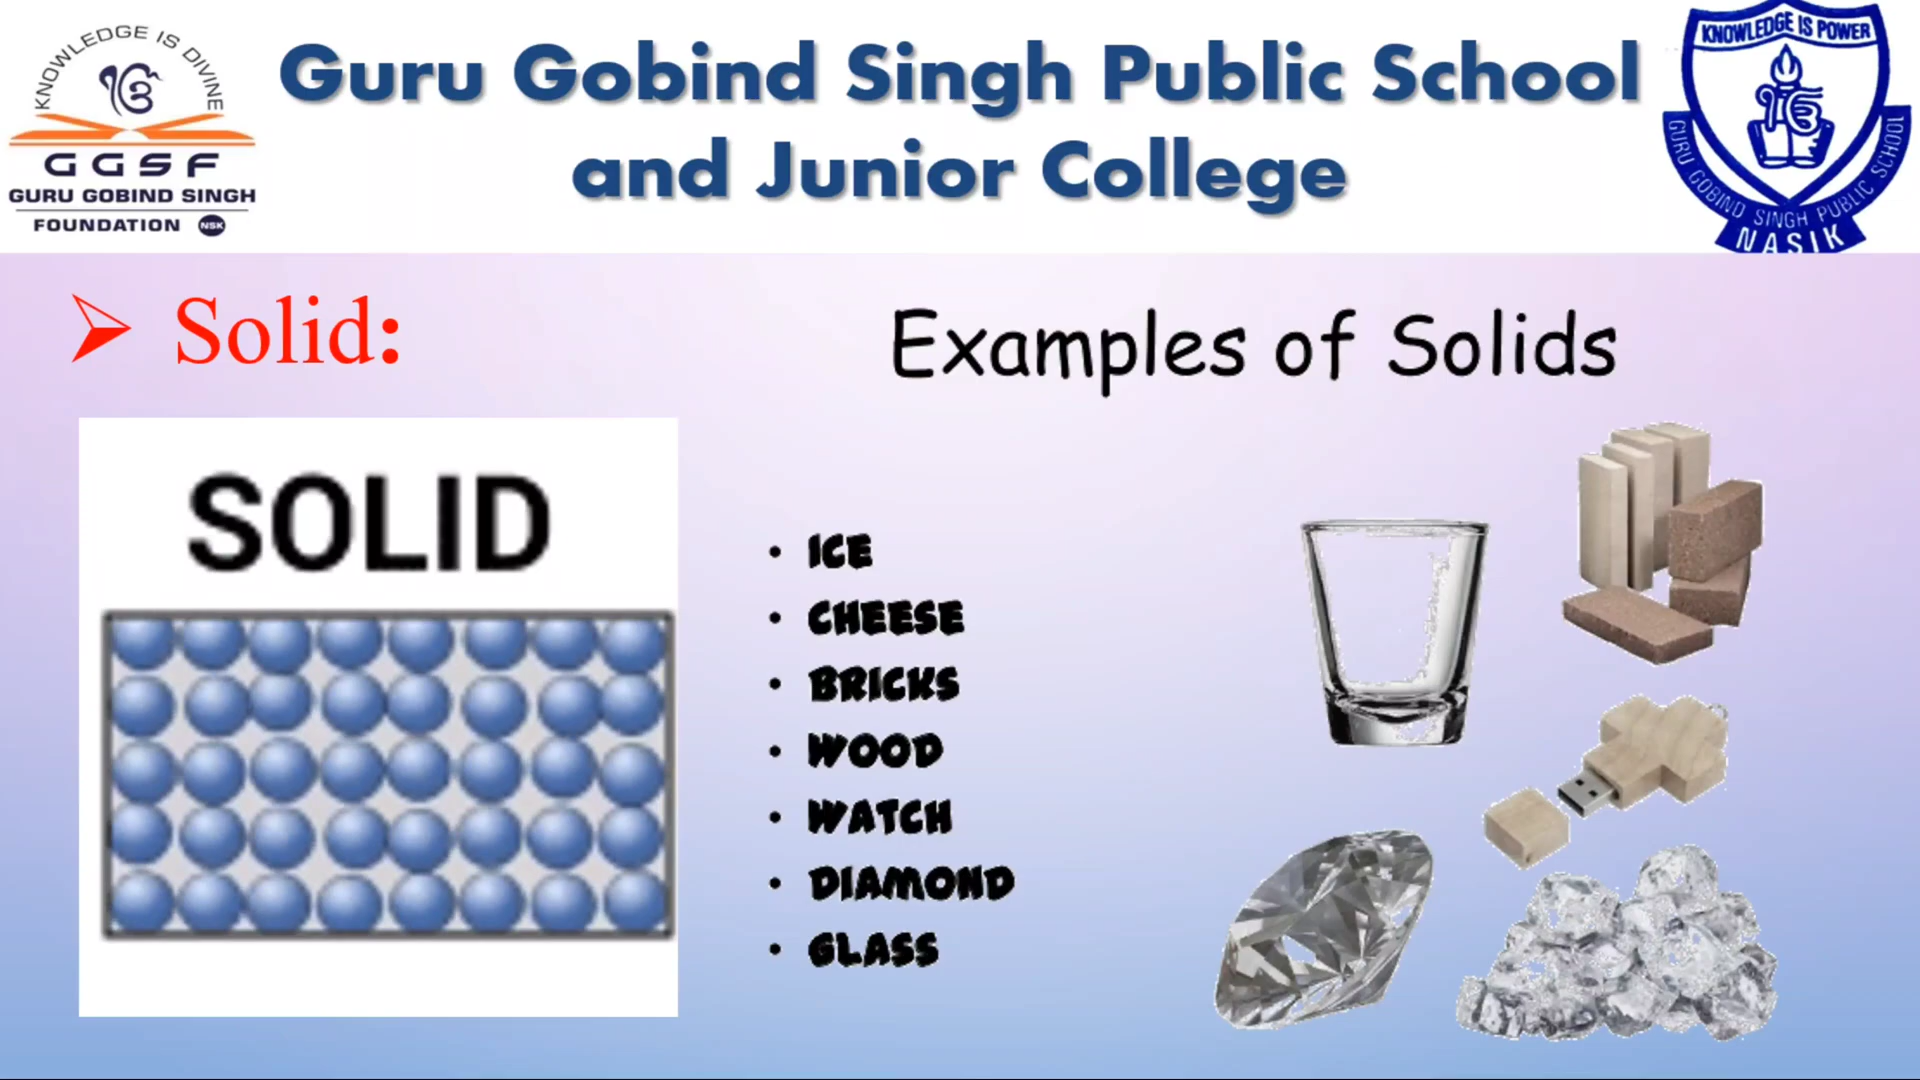 KNOWLEDGE IS DIVINE
ੴ
GGSF
GURU GOBIND SINGH
FOUNDATION NSK
Guru Gobind Singh Public School
and Junior College
KNOWLEDGE IS POWER
ੴ
GURU GOBIND SINGH PUBLIC SCHOOL
NASIK
➢ Solid:
Examples of Solids
SOLID
• ICE
• CHEESE
• BRICKS
• WOOD
• WATCH
• DIAMOND
• GLASS